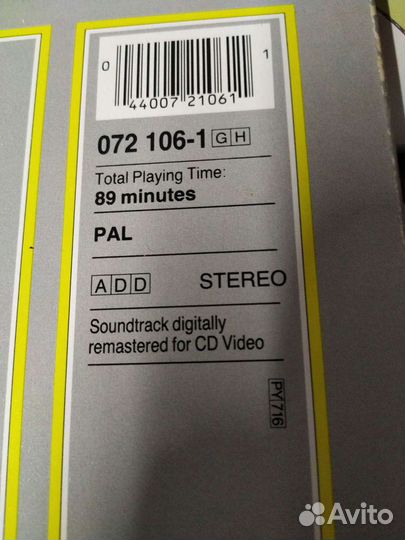 0 44007 21061 1
072 106-1 GH
Total Playing Time:
89 minutes
PAL
ADD STEREO
Soundtrack digitally
remastered for CD Video
PY 716
Avito